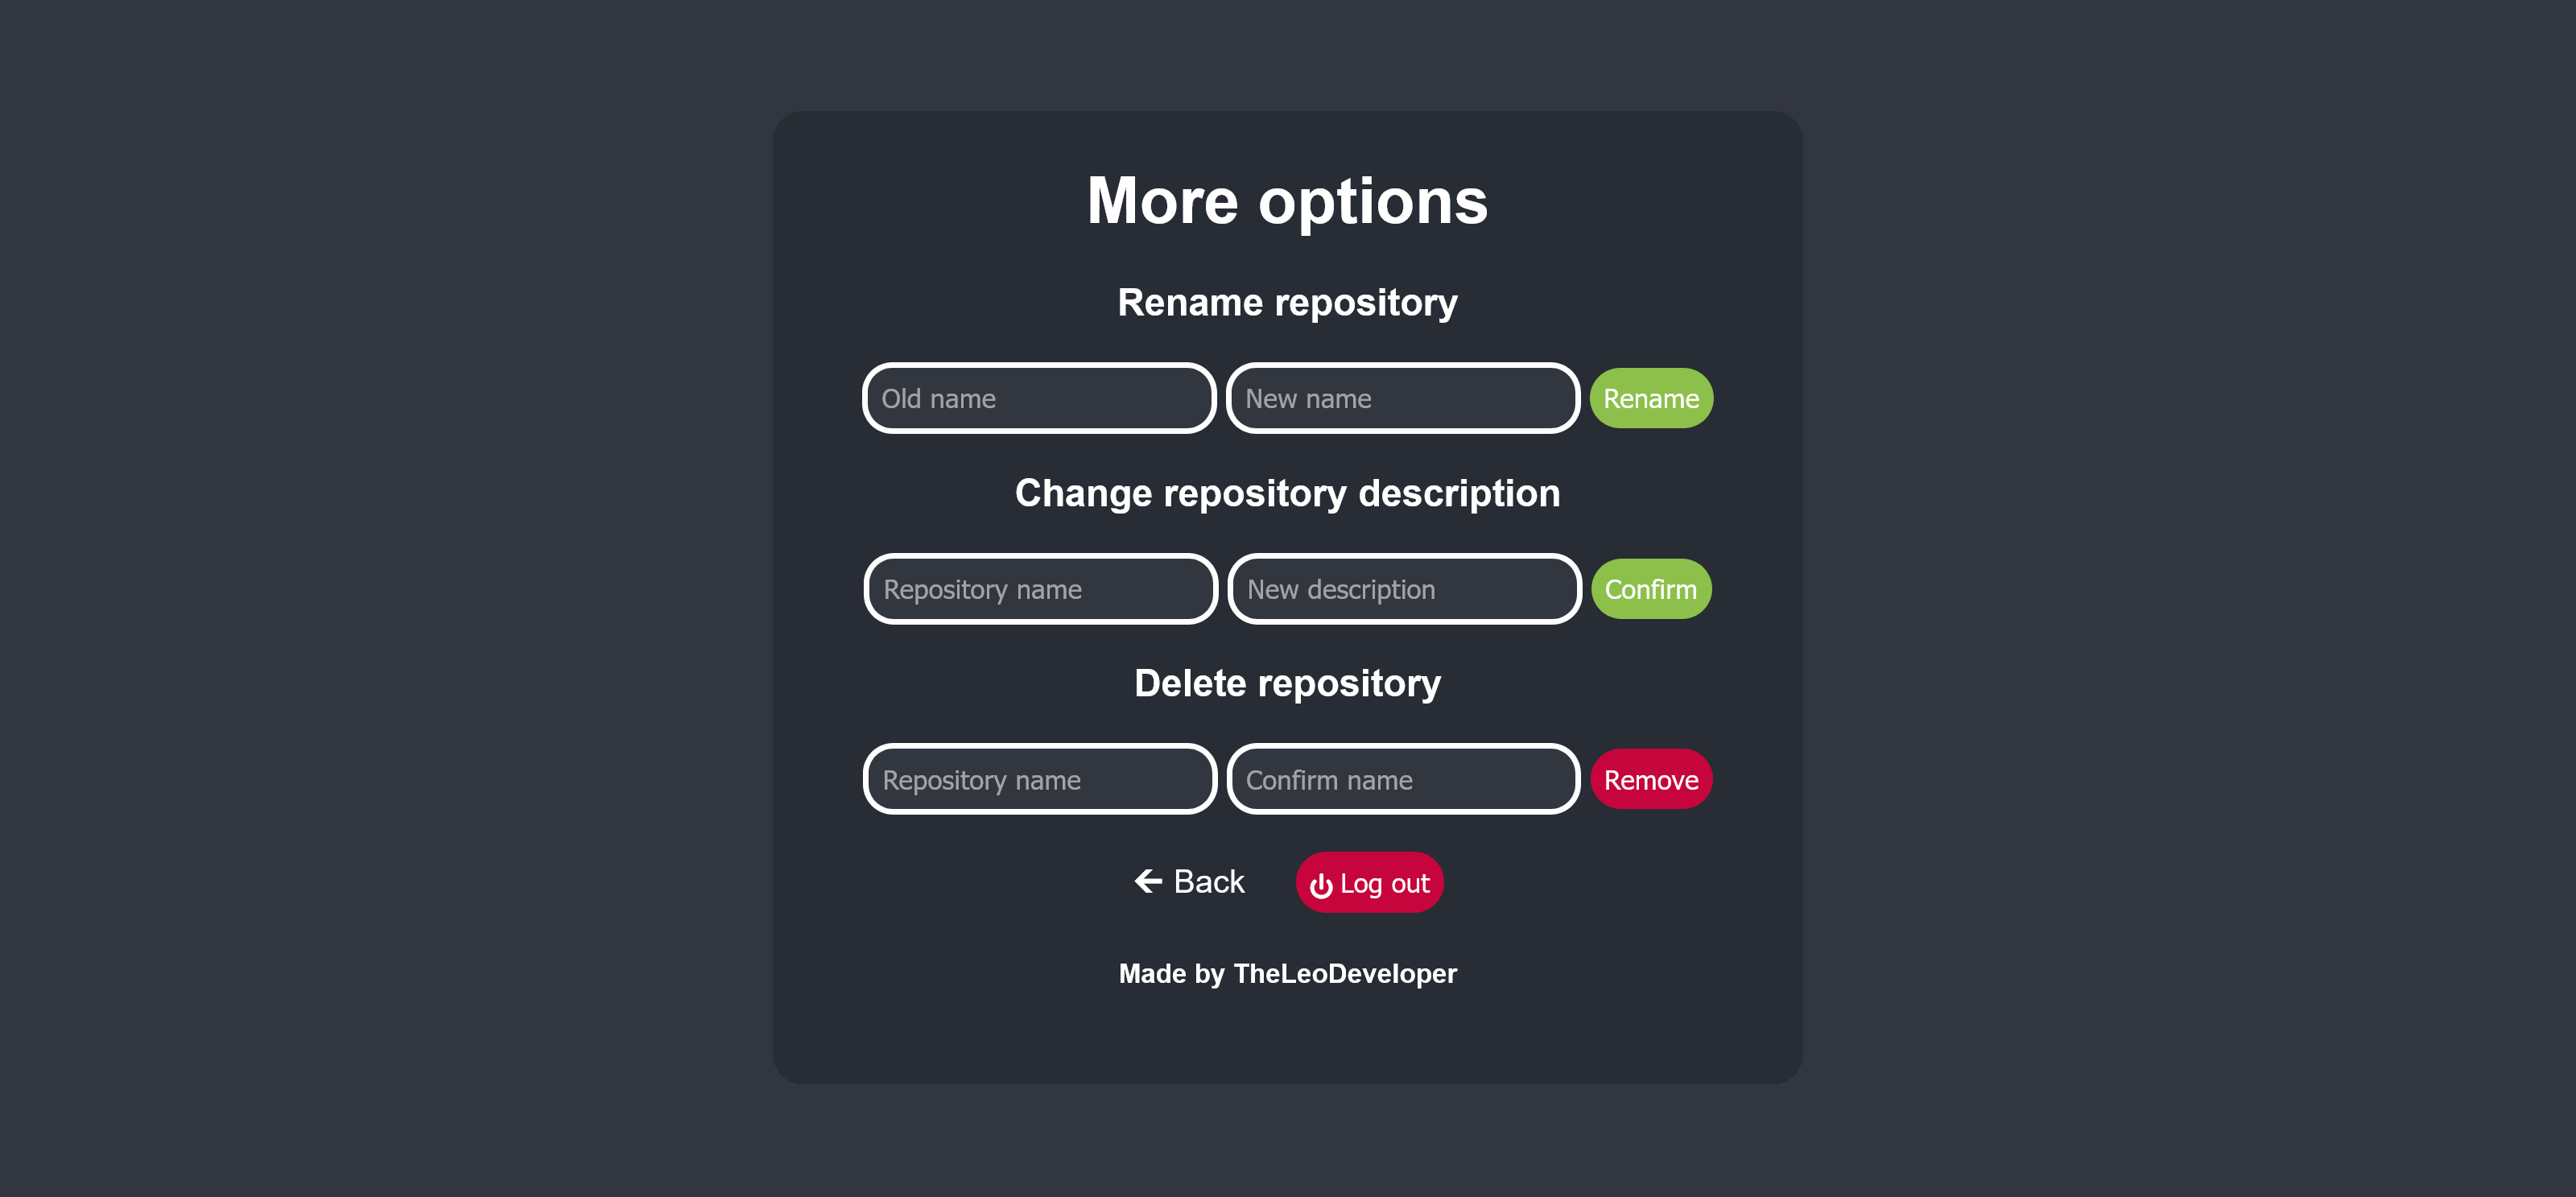 More options
Rename repository
Old name New name Rename
Change repository description
Repository name New description Confirm
Delete repository
Repository name Confirm name Remove
Back Log out
Made by TheLeoDeveloper